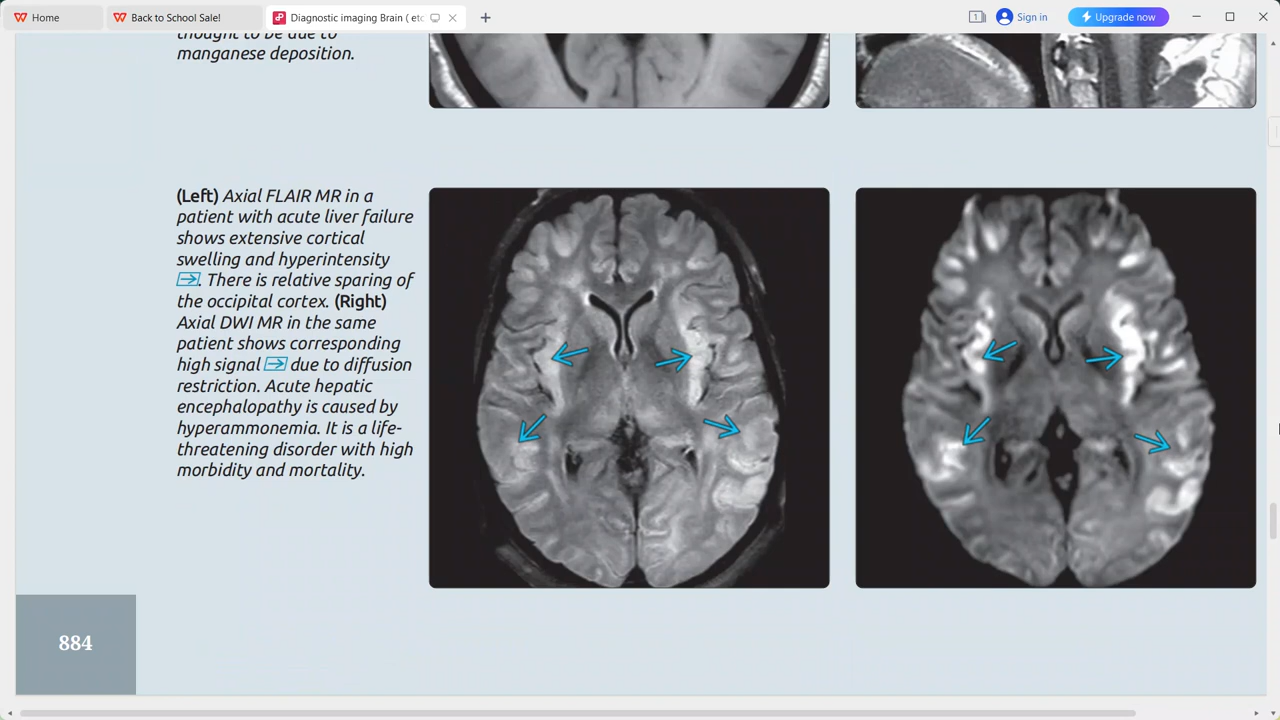 Home
Back to School Sale!
Diagnostic imaging Brain ( etc
1
Sign in
Upgrade now
thought to be due to
manganese deposition.
(Left) Axial FLAIR MR in a
patient with acute liver failure
shows extensive cortical
swelling and hyperintensity
. There is relative sparing of
the occipital cortex. (Right)
Axial DWI MR in the same
patient shows corresponding
high signal due to diffusion
restriction. Acute hepatic
encephalopathy is caused by
hyperammonemia. It is a life-
threatening disorder with high
morbidity and mortality.
884